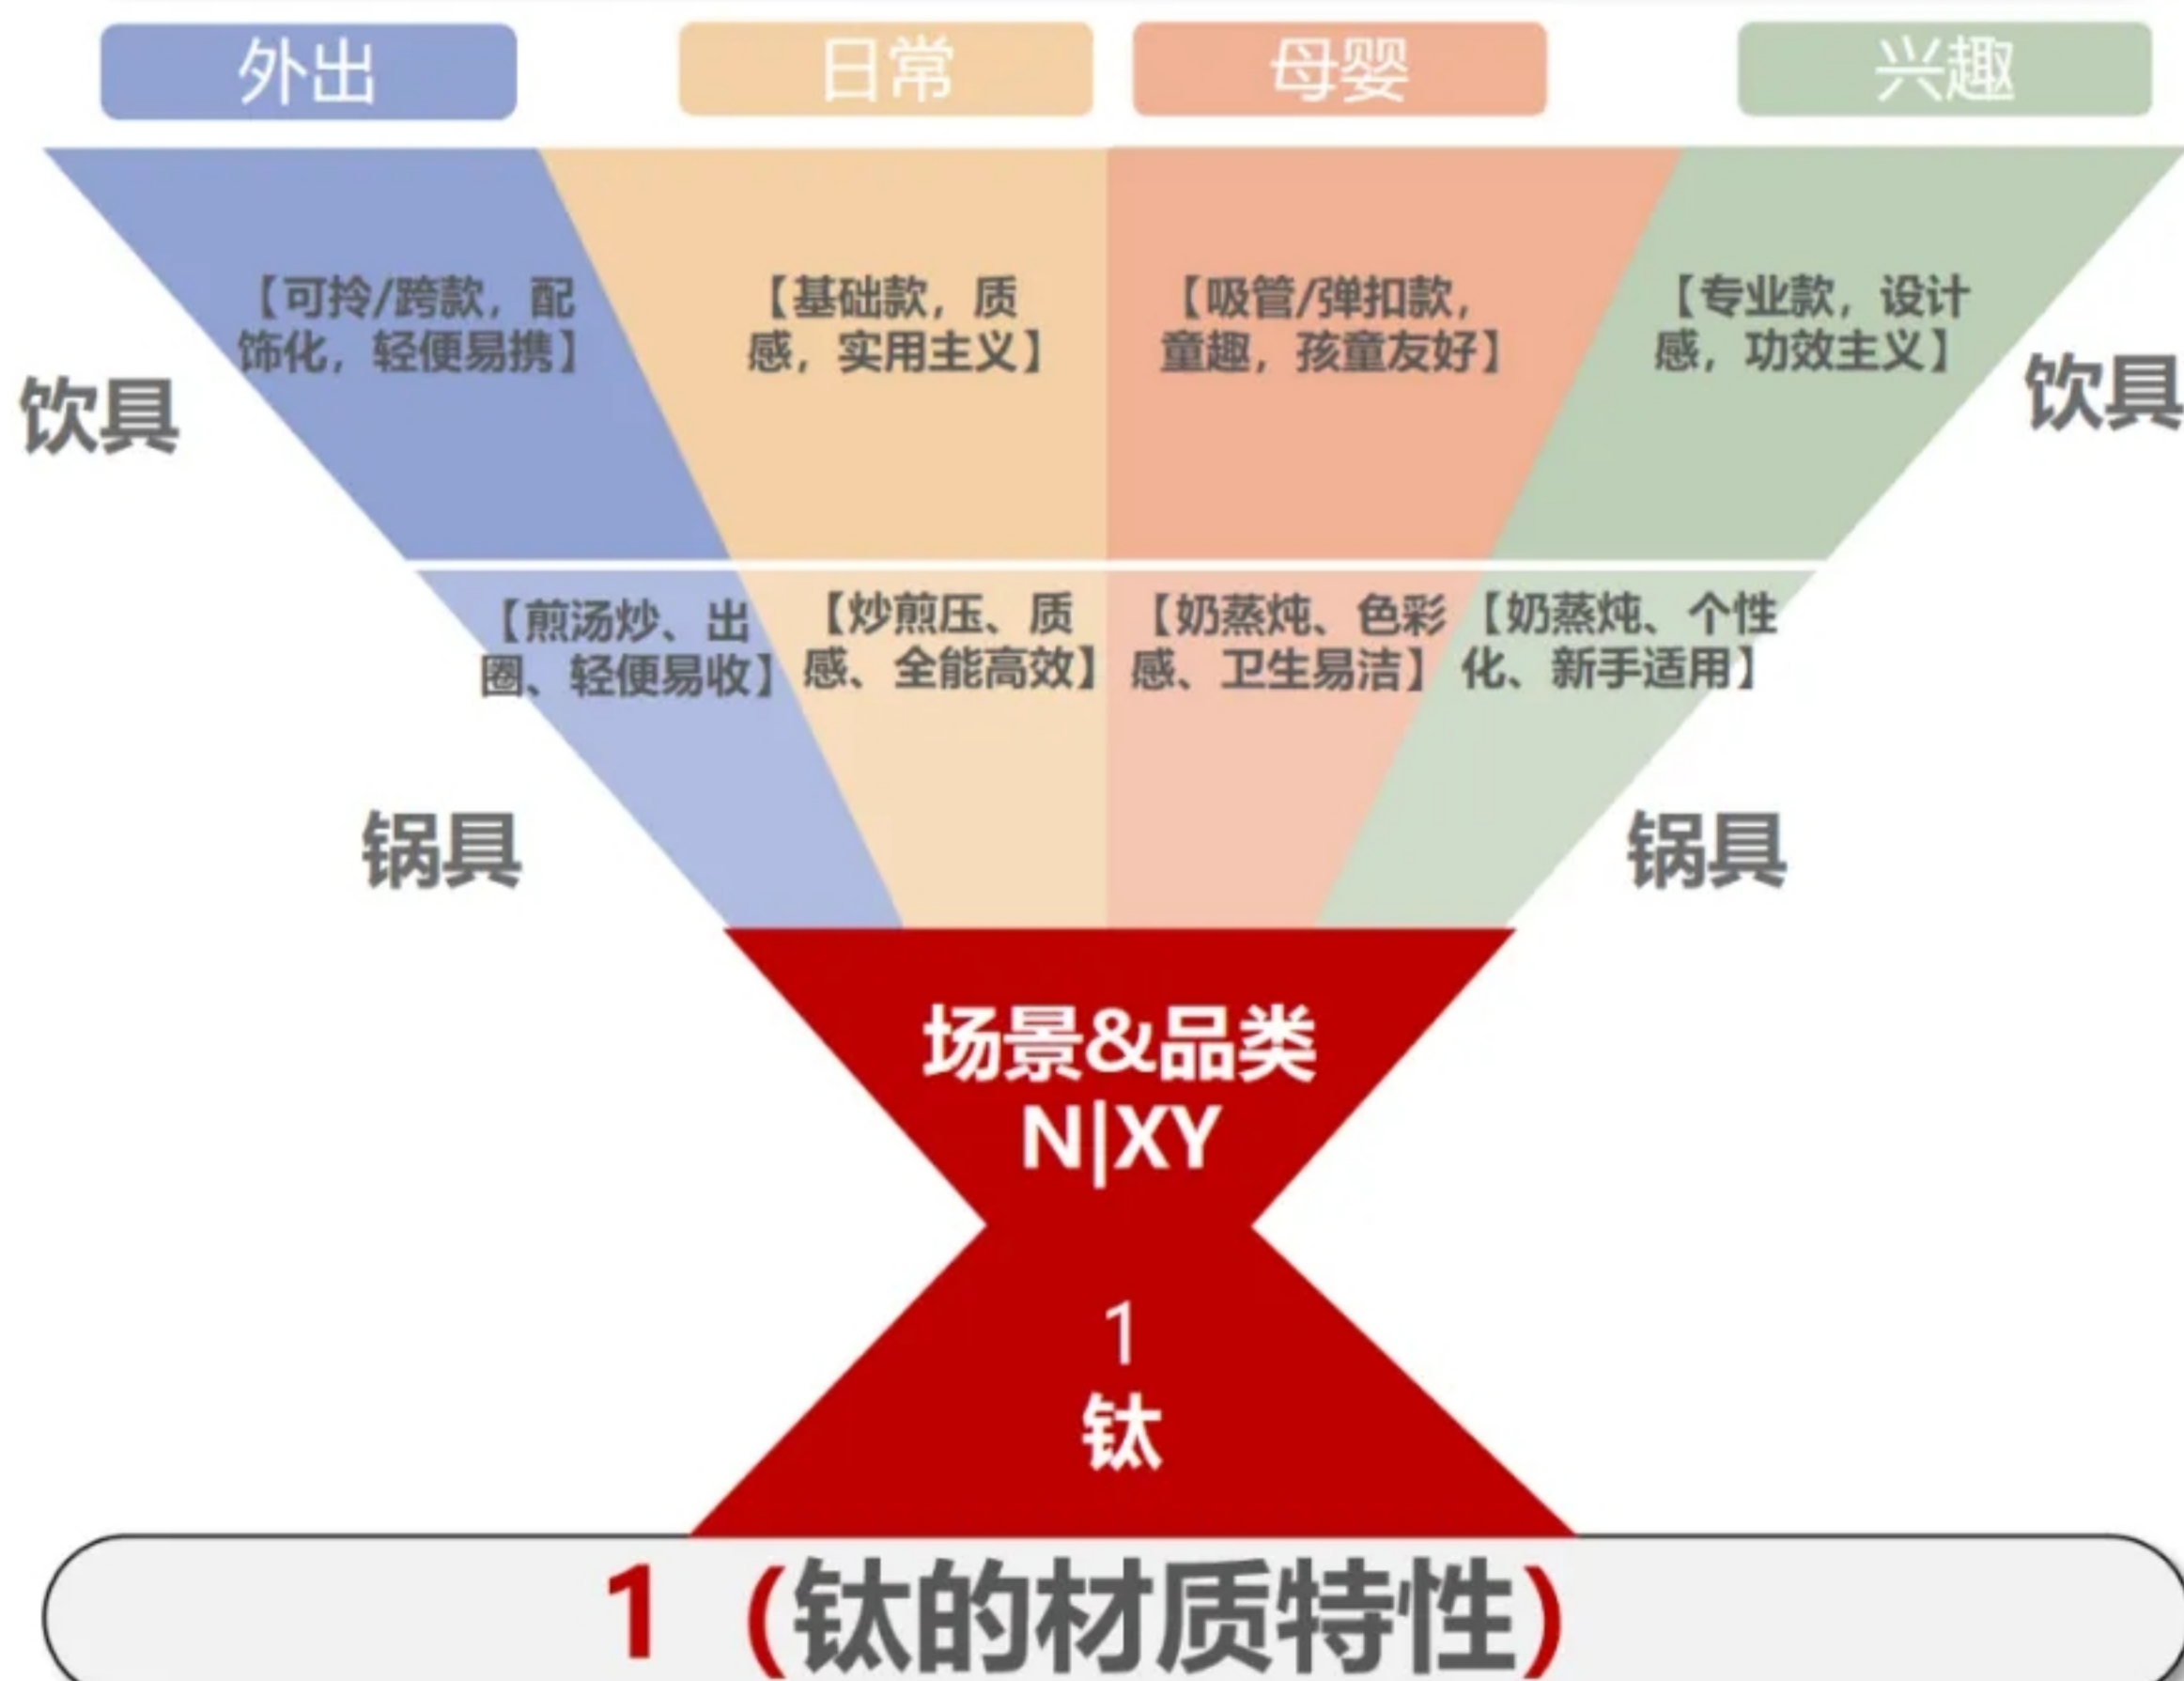 外出
日常
母婴
兴趣
【可拎/跨款，配
饰化，轻便易携】
【基础款，质
感，实用主义】
【吸管/弹扣款，
童趣，孩童友好】
【专业款，设计
感，功效主义】
饮具
饮具
【煎汤炒、出
圈、轻便易收】
【炒煎压、质
感、全能高效】
【奶蒸炖、色彩
感、卫生易洁】
【奶蒸炖、个性
化、新手适用】
锅具
锅具
场景&品类
N|XY
1
钛
1（钛的材质特性）